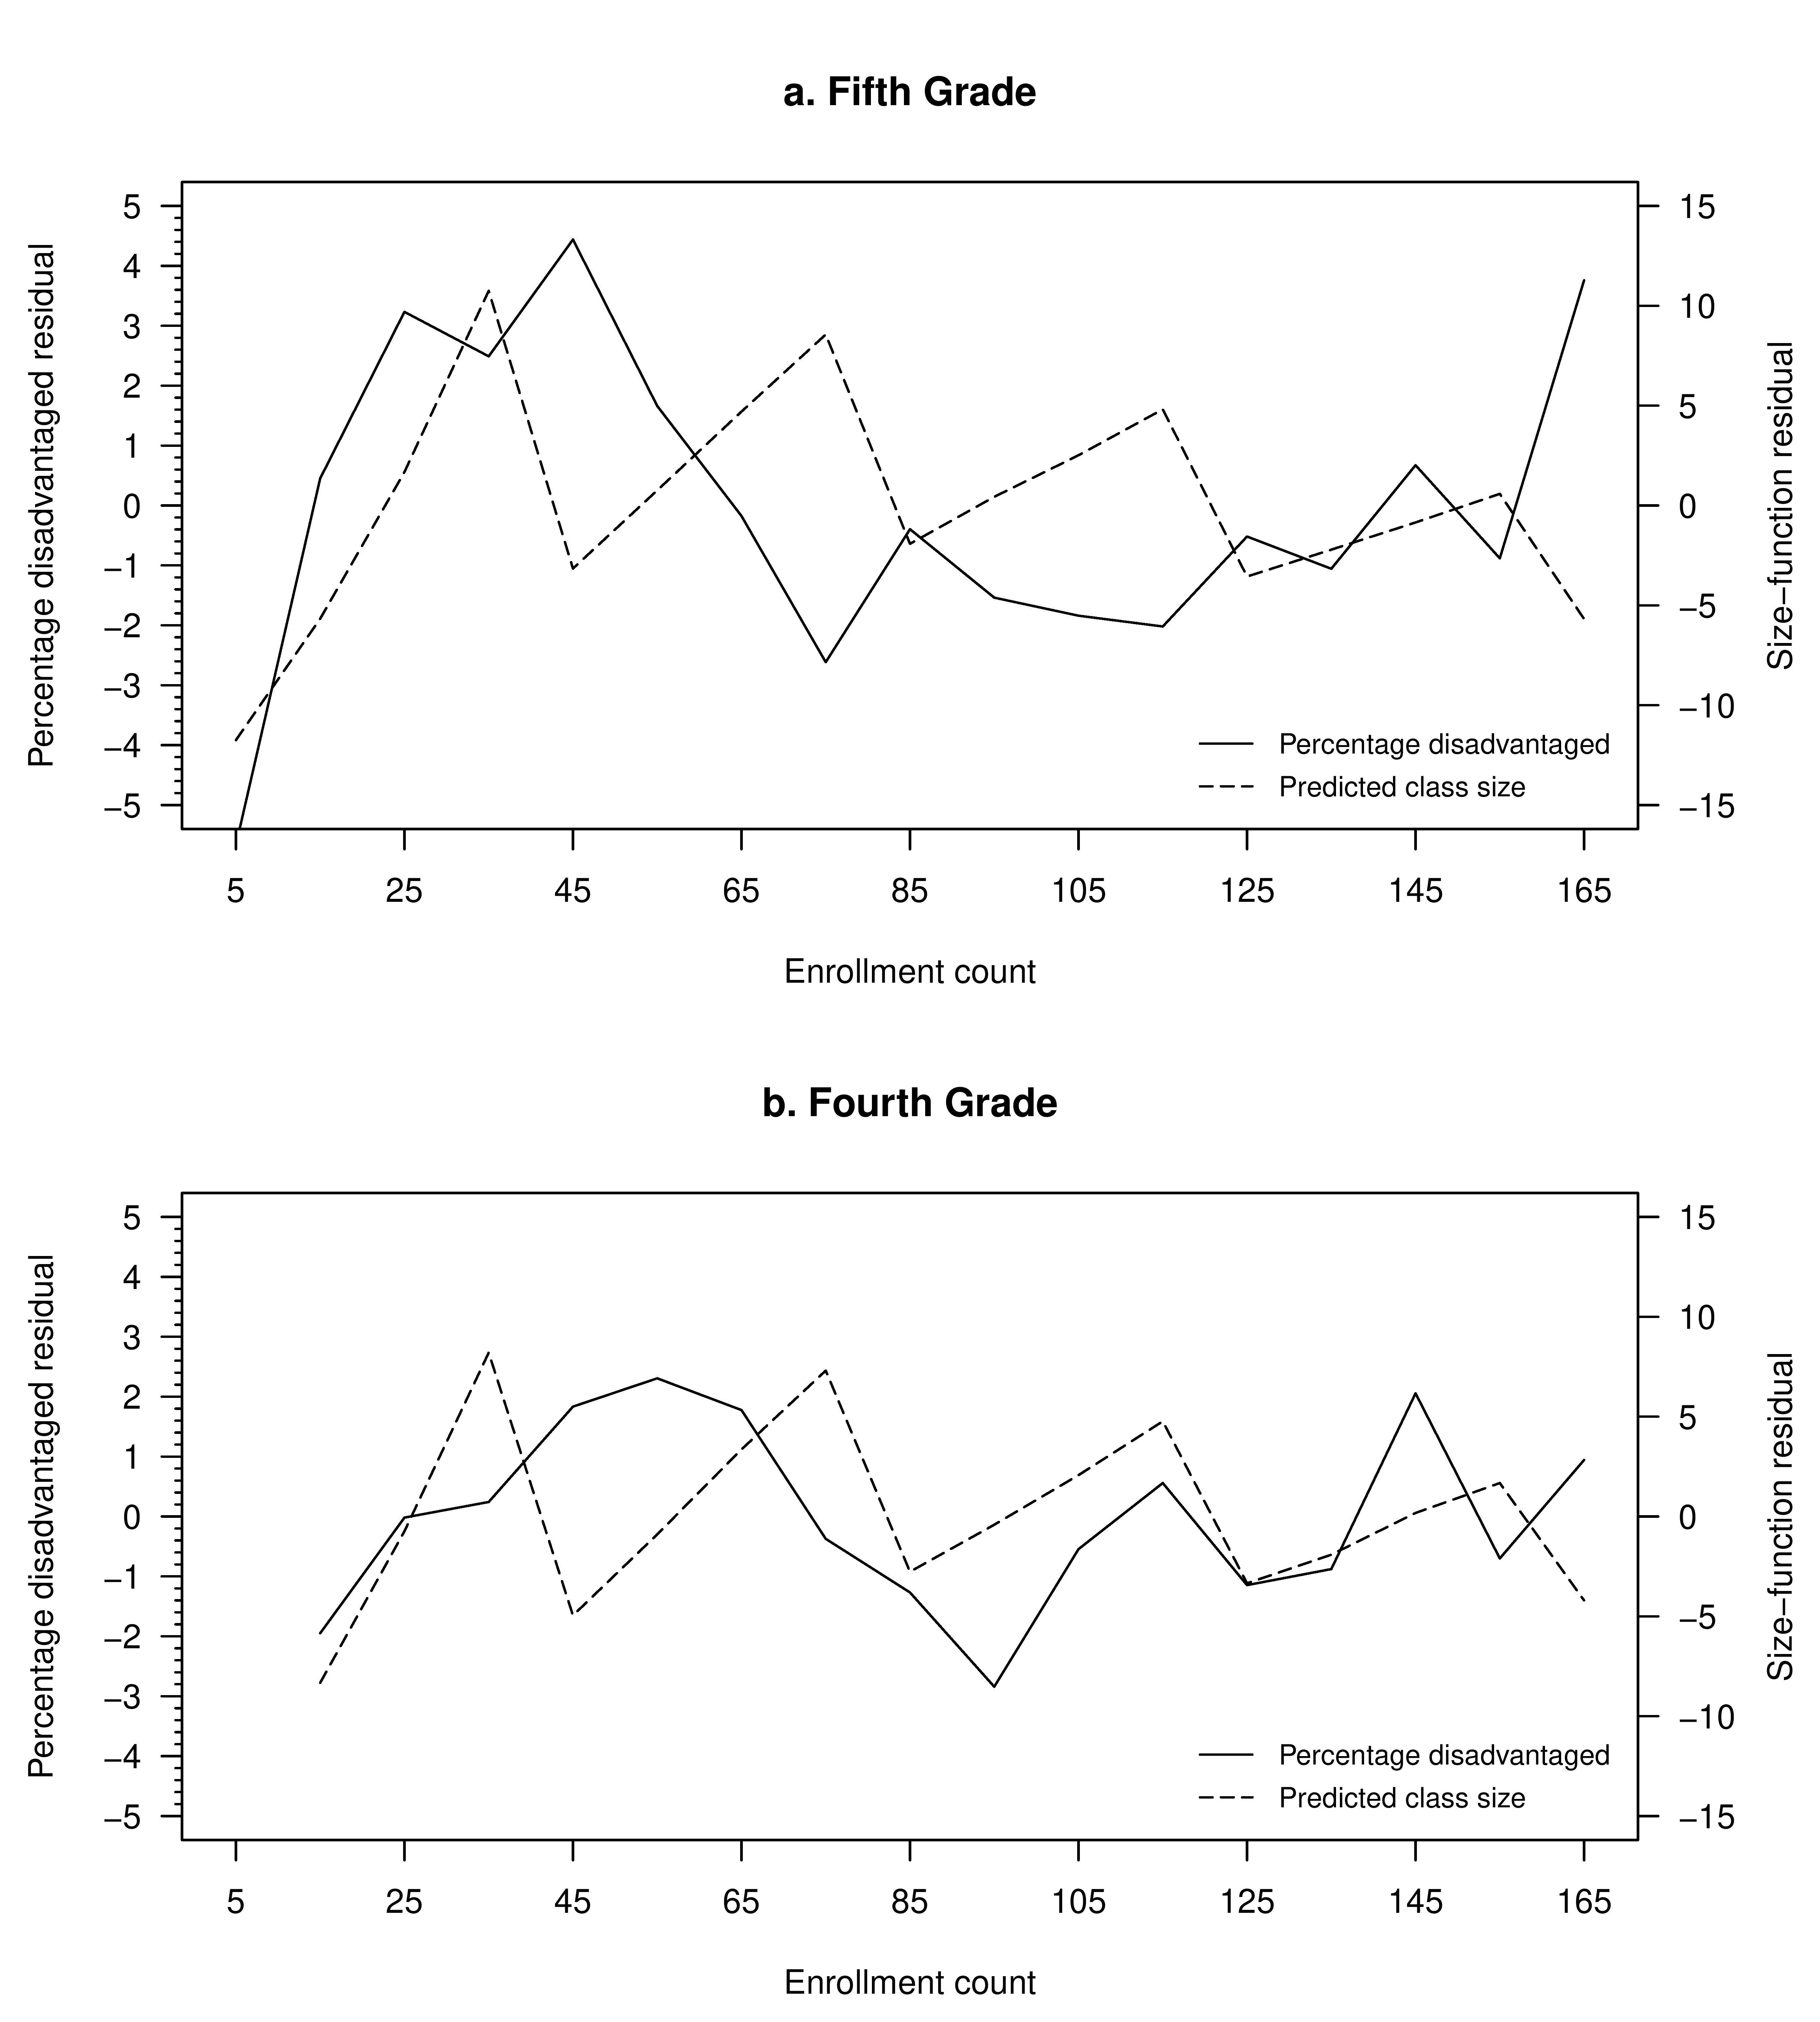 a. Fifth Grade
Percentage disadvantaged residual
5
4
3
2
1
0
−1
−2
−3
−4
−5
15
10
5
0
−5
−10
−15
Size−function residual
Percentage disadvantaged
Predicted class size
5 25 45 65 85 105 125 145 165
Enrollment count
b. Fourth Grade
Percentage disadvantaged residual
5
4
3
2
1
0
−1
−2
−3
−4
−5
15
10
5
0
−5
−10
−15
Size−function residual
Percentage disadvantaged
Predicted class size
5 25 45 65 85 105 125 145 165
Enrollment count